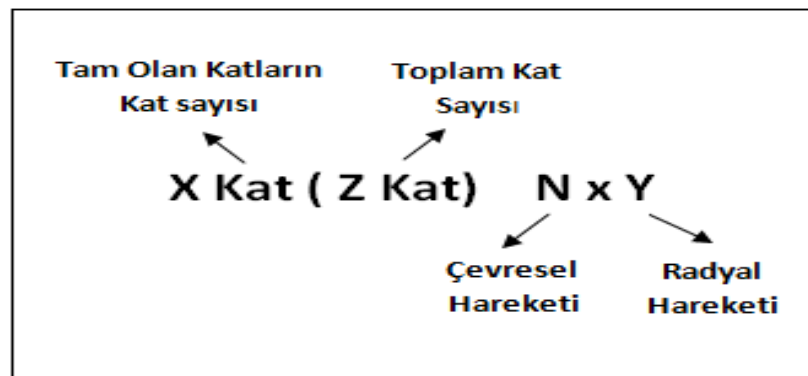 Tam Olan Katların
Kat sayısı
Toplam Kat
Sayısı
X Kat ( Z Kat) N x Y
Çevresel
Hareketi
Radyal
Hareketi